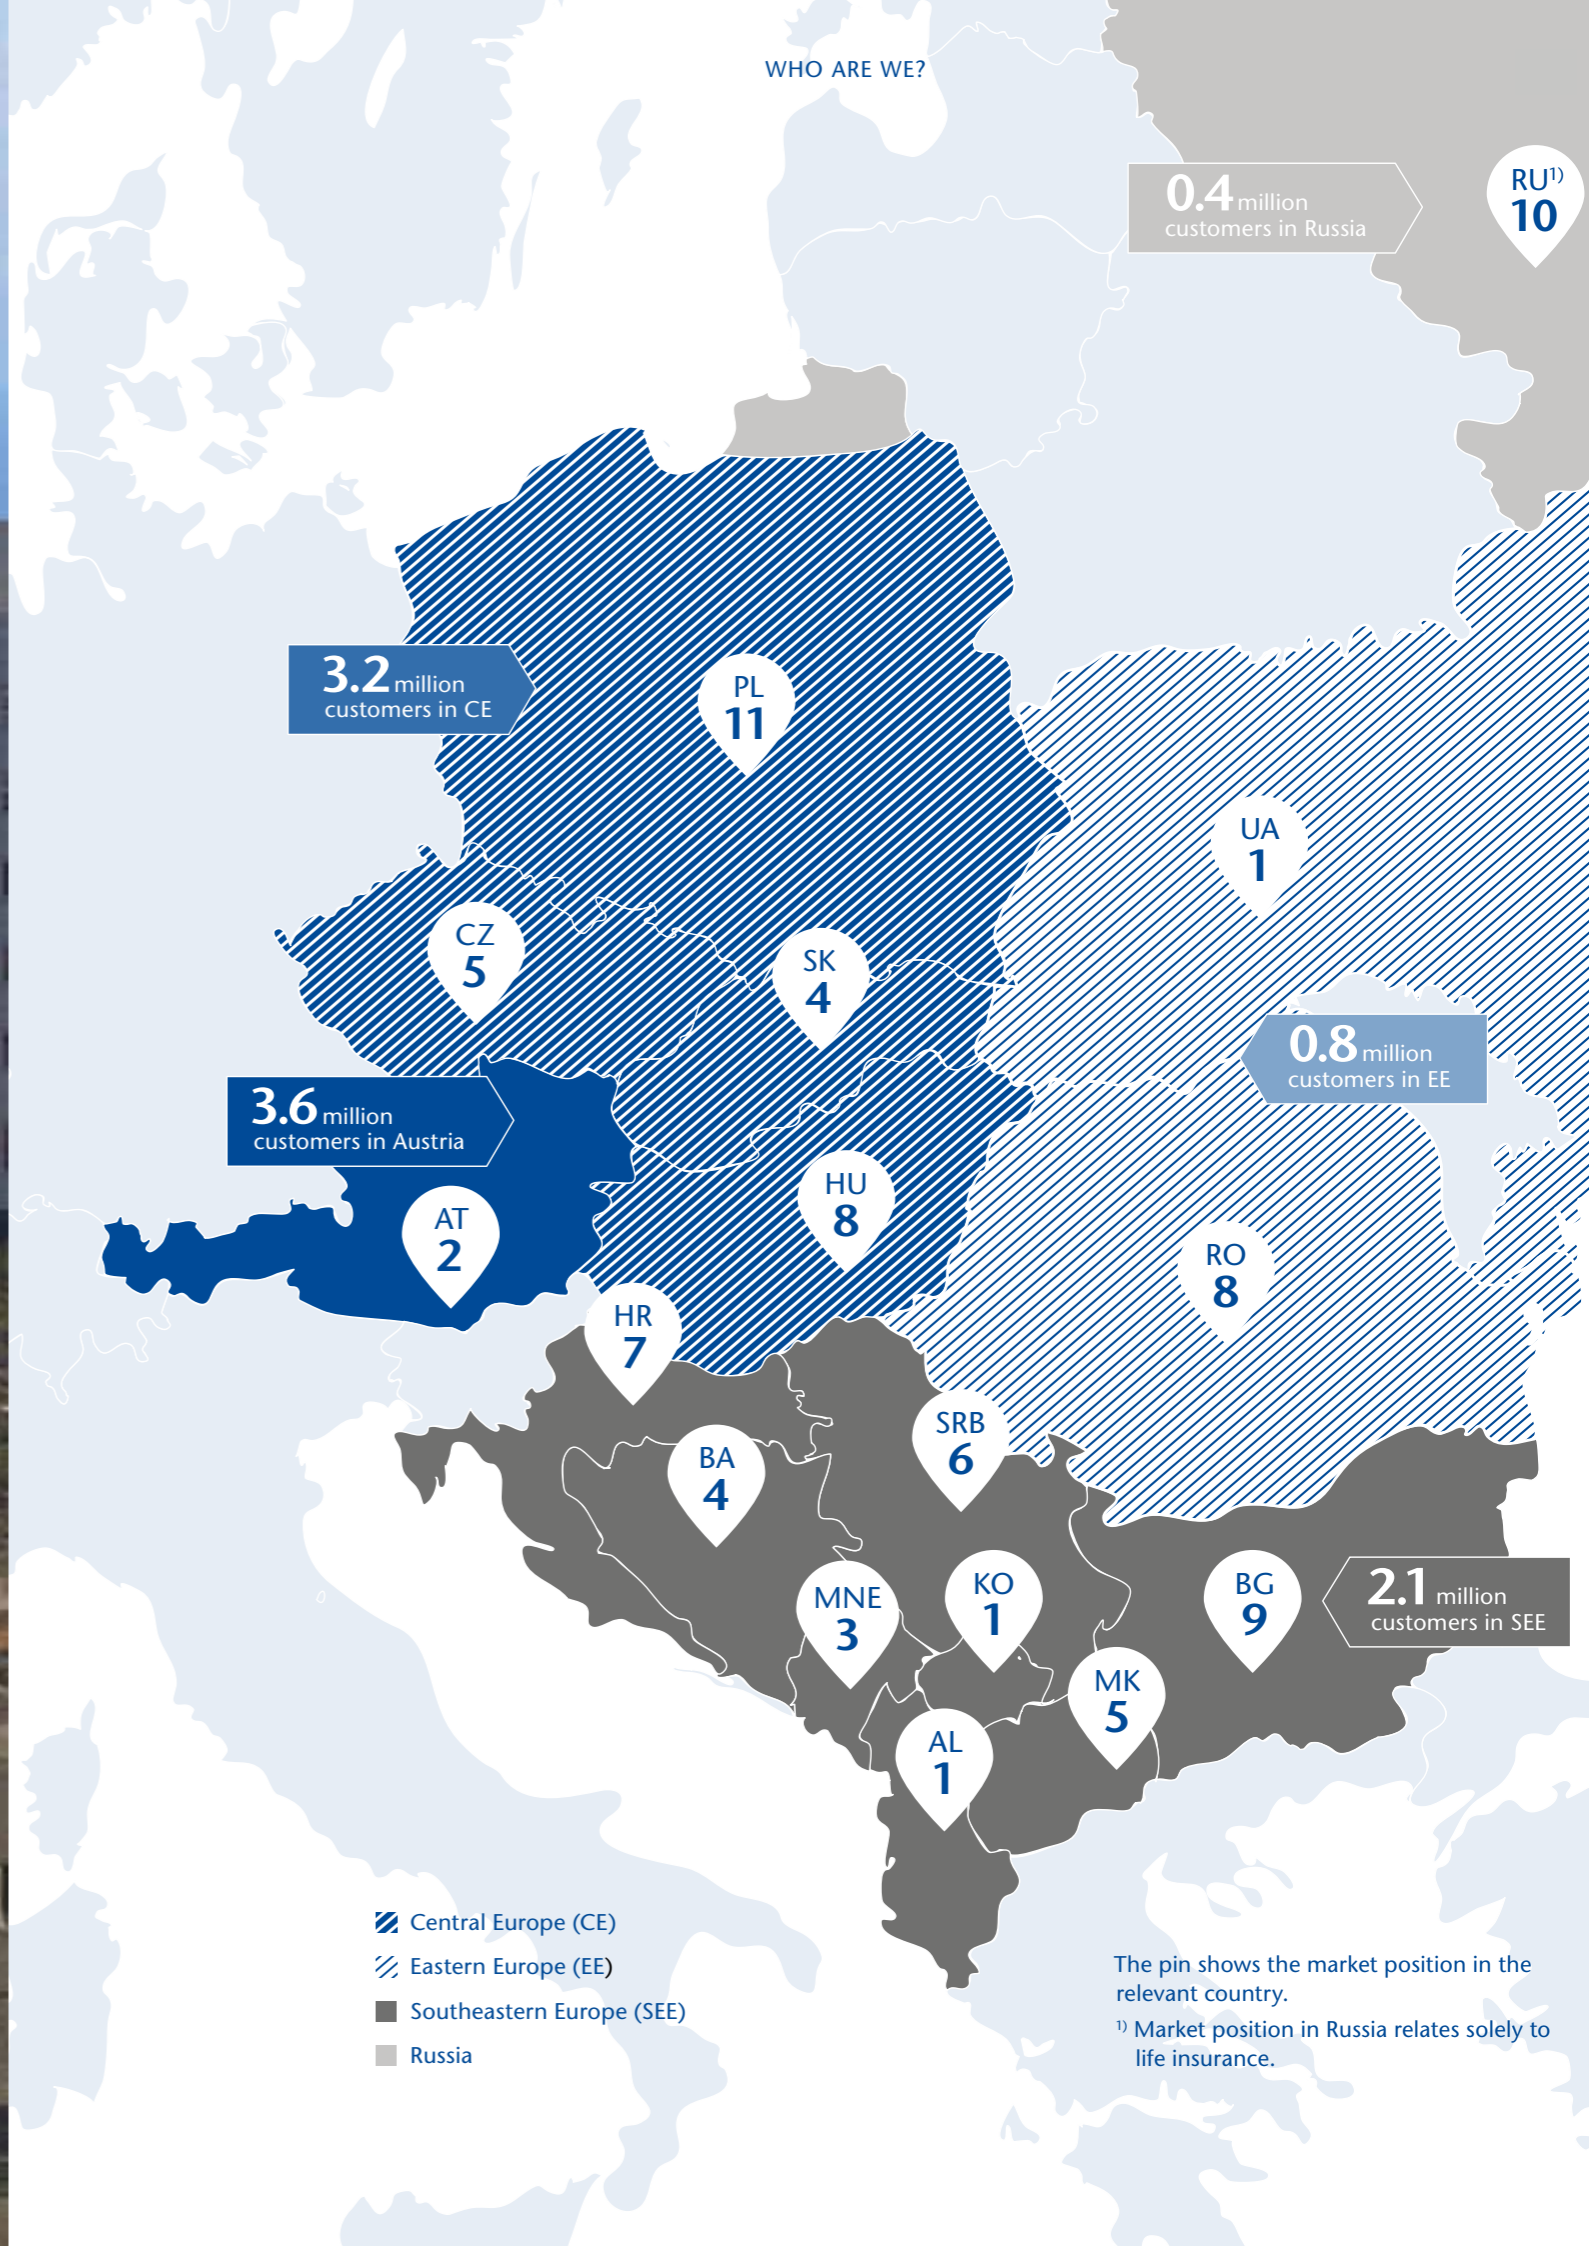 WHO ARE WE?
0.4 million
customers in Russia
RU¹⁾
10
3.2 million
customers in CE
PL
11
UA
1
CZ
5
SK
4
0.8 million
customers in EE
3.6 million
customers in Austria
HU
8
AT
2
RO
8
HR
7
SRB
6
BA
4
MNE
3
KO
1
BG
9
2.1 million
customers in SEE
MK
5
AL
1
Central Europe (CE)
Eastern Europe (EE)
Southeastern Europe (SEE)
Russia
The pin shows the market position in the
relevant country.
¹⁾ Market position in Russia relates solely to
life insurance.